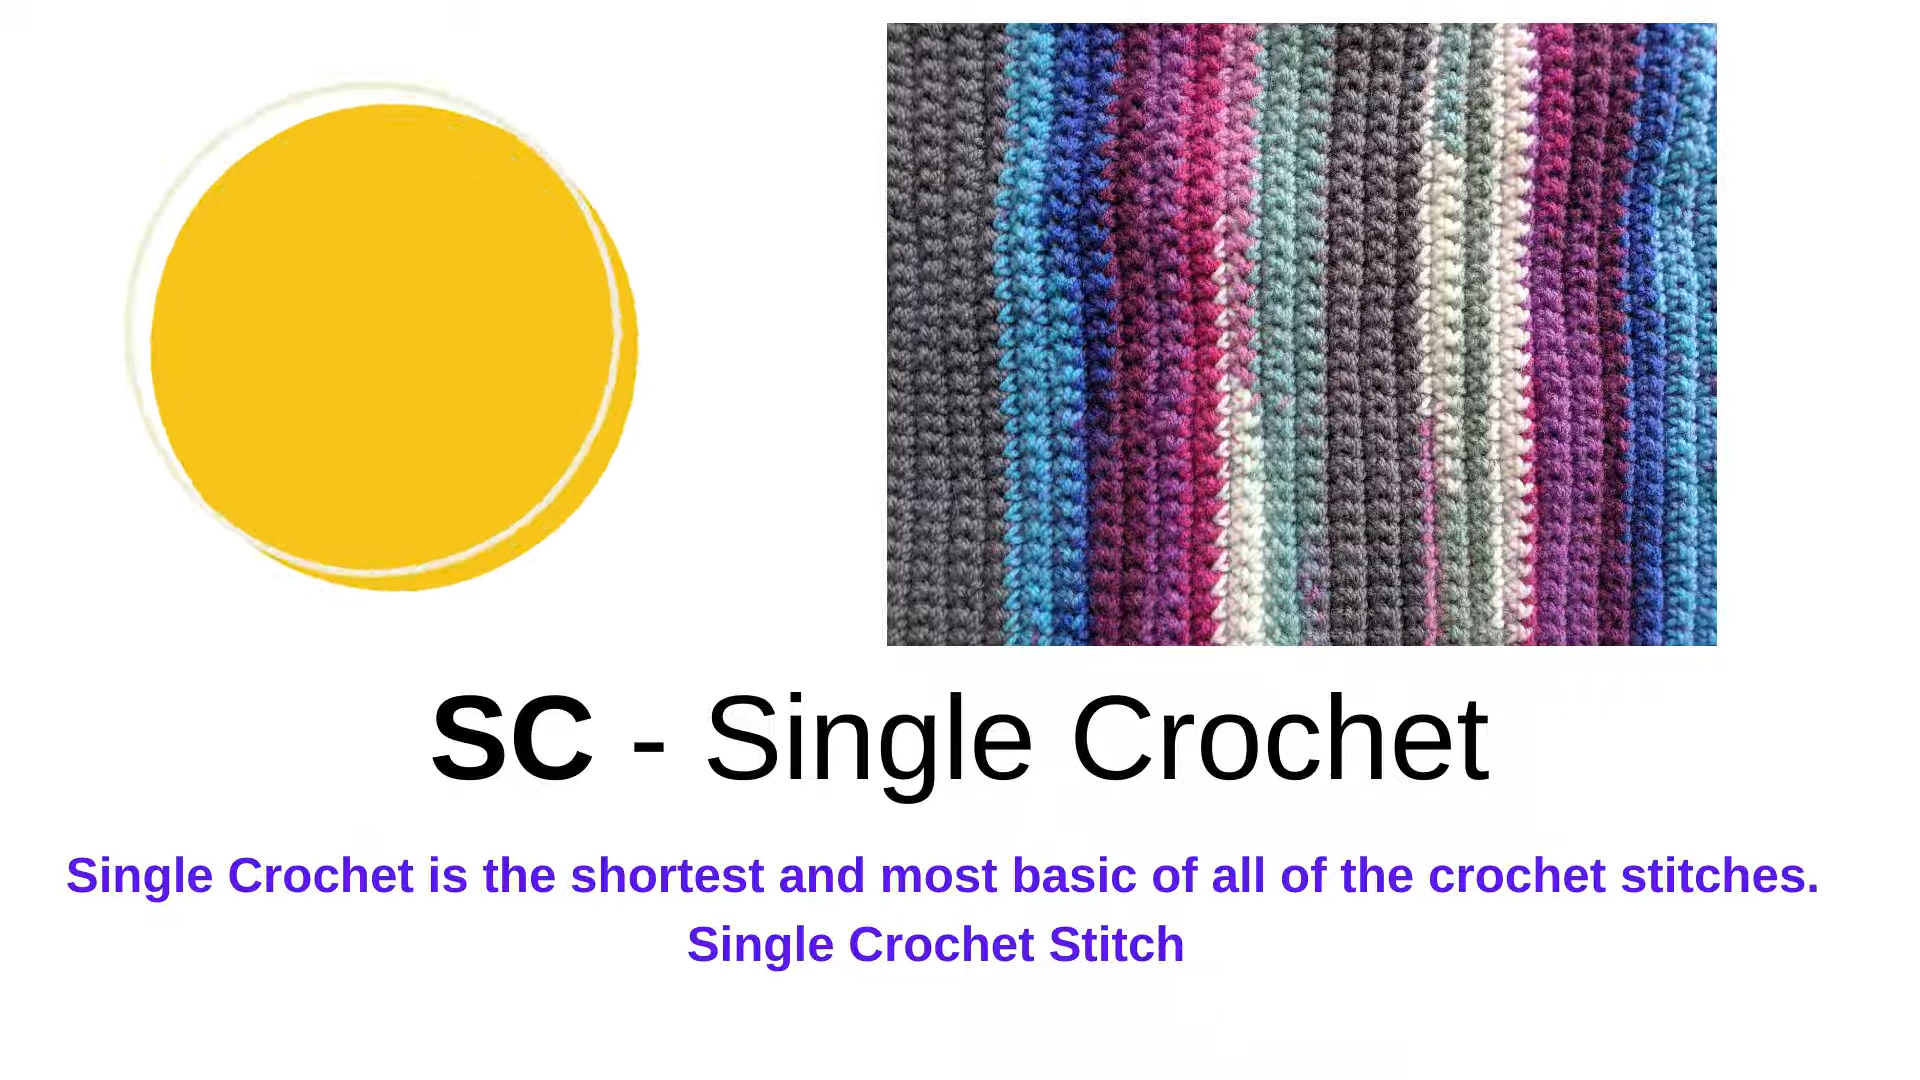 SC - Single Crochet
Single Crochet is the shortest and most basic of all of the crochet stitches.
Single Crochet Stitch